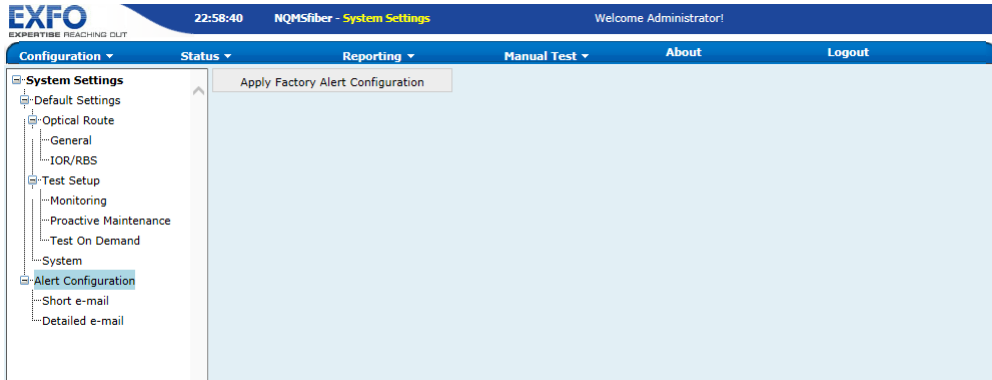 EXFO
EXPERTISE REACHING OUT
22:58:40 NQMSfiber - System Settings Welcome Administrator!
Configuration Status Reporting Manual Test About Logout
System Settings
Apply Factory Alert Configuration
Default Settings
Optical Route
General
IOR/RBS
Test Setup
Monitoring
Proactive Maintenance
Test On Demand
System
Alert Configuration
Short e-mail
Detailed e-mail